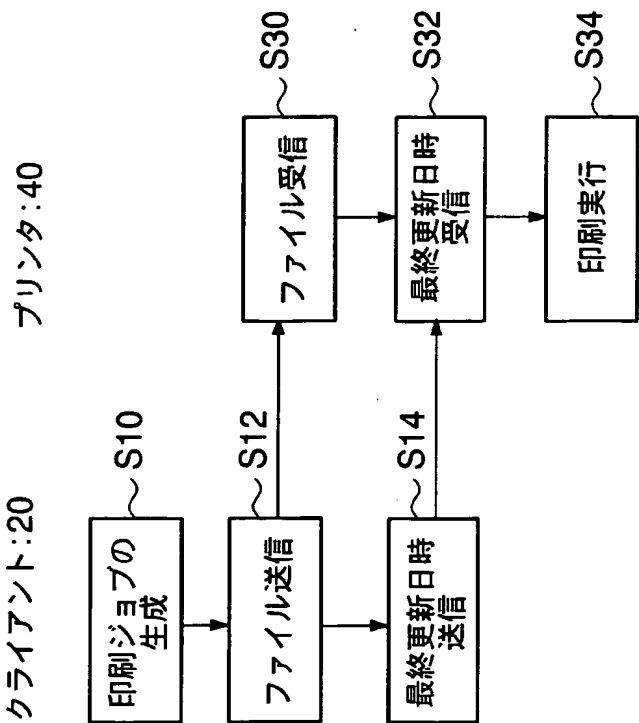 クライアント:20
プリンタ:40
印刷ジョブの
生成
S10
ファイル送信
S12
ファイル受信
S30
最終更新日時
送信
S14
最終更新日時
受信
S32
印刷実行
S34